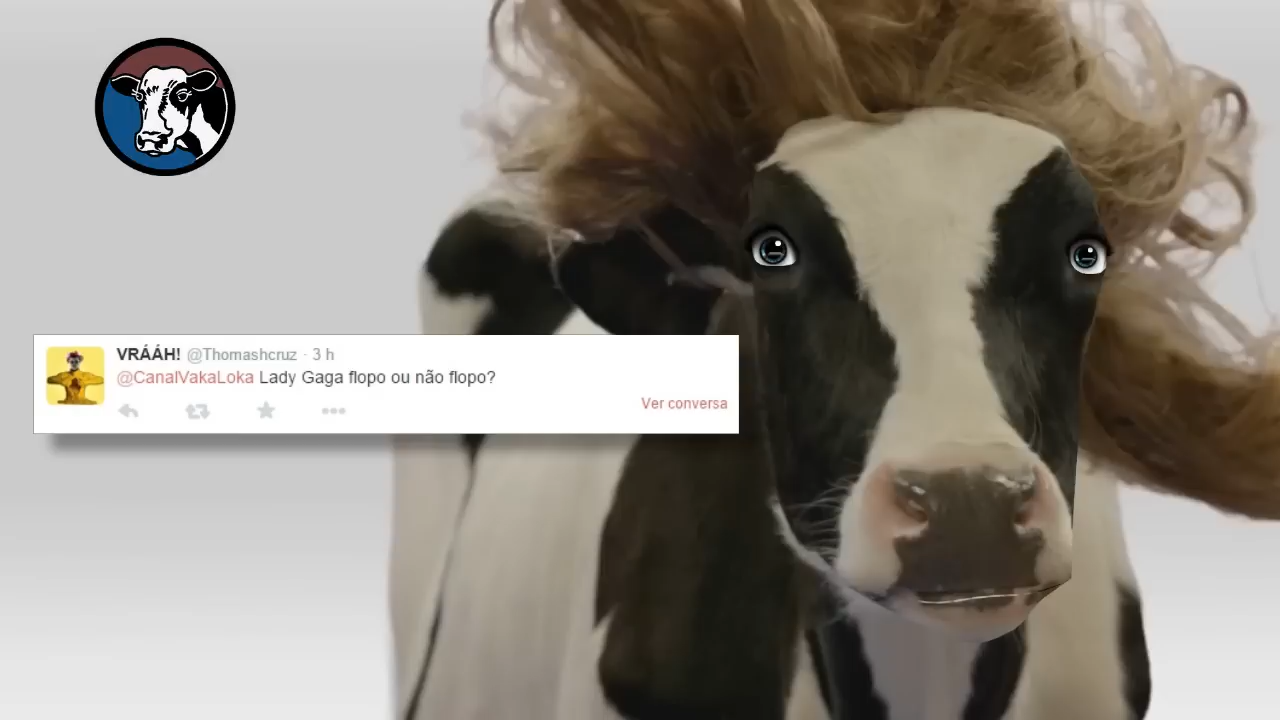 VRÁÁH! @Thomashcruz · 3 h
@CanalVakaLoka Lady Gaga flopo ou não flopo?
Ver conversa